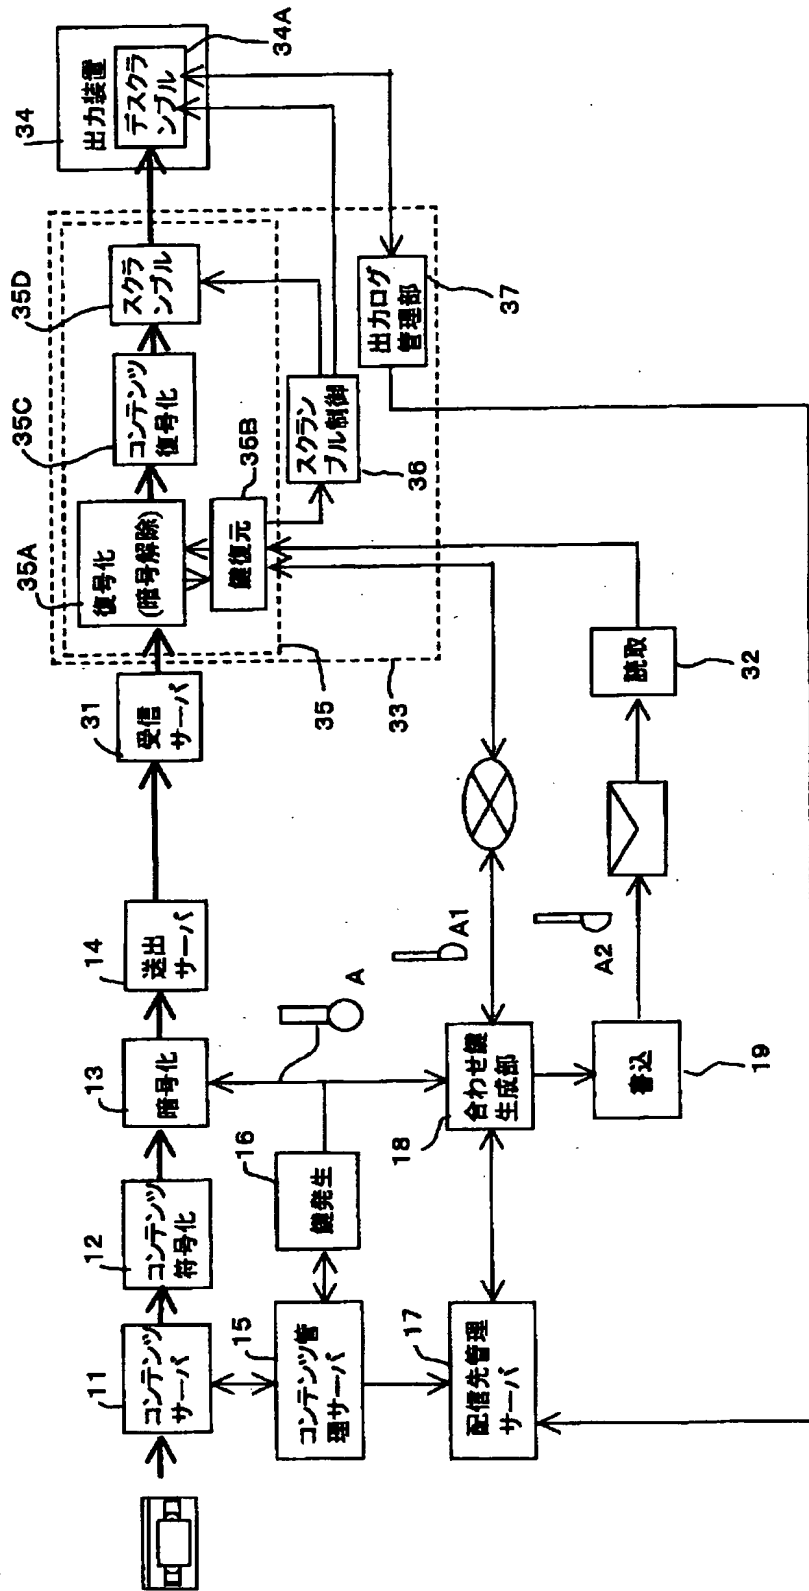 11
コンテンツ
サーバ
12
コンテンツ
符号化
13
暗号化
14
送出
サーバ
31
受信
サーバ
35A
復号化
(暗号解除)
35C
コンテンツ
復号化
35D
スクラ
ンブル
34
出力装置
デスクラ
ンブル
34A
35B
鍵復元
35
33
スクラン
ブル制御
36
出力ログ
管理部
37
15
コンテンツ管
理サーバ
16
鍵発生
A
17
配信先管理
サーバ
18
合わせ鍵
生成部
A1
19
書込
A2
読取
32